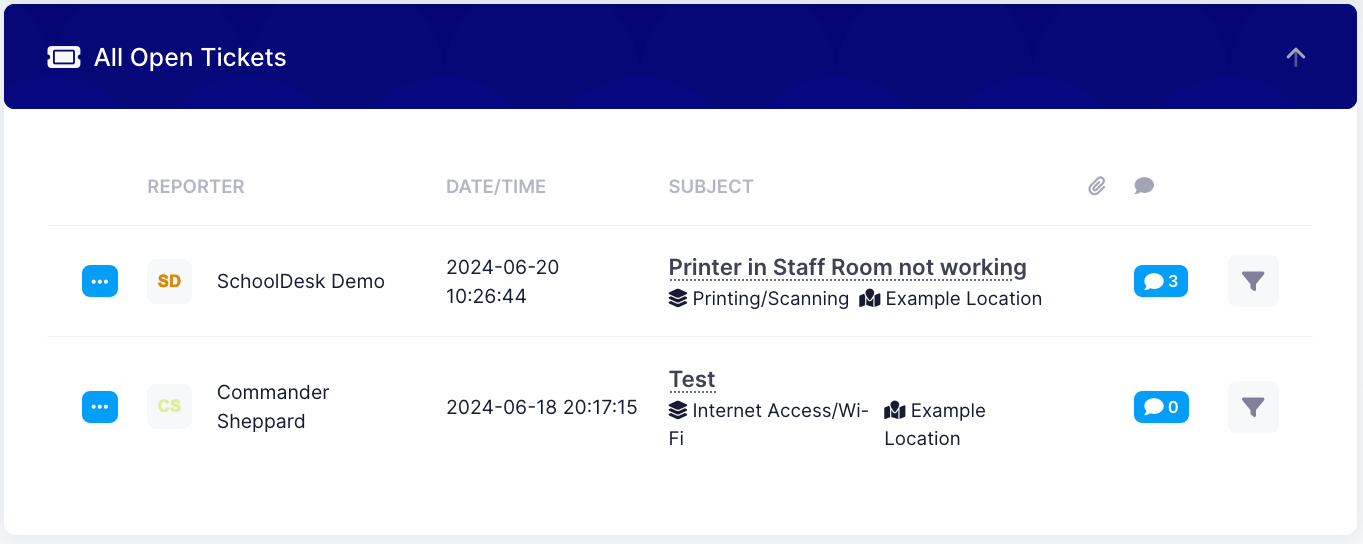 All Open Tickets
REPORTER DATE/TIME SUBJECT
SD SchoolDesk Demo 2024-06-20 10:26:44 Printer in Staff Room not working
Printing/Scanning Example Location
3
CS Commander Sheppard 2024-06-18 20:17:15 Test
Internet Access/Wi-Fi Example Location
0